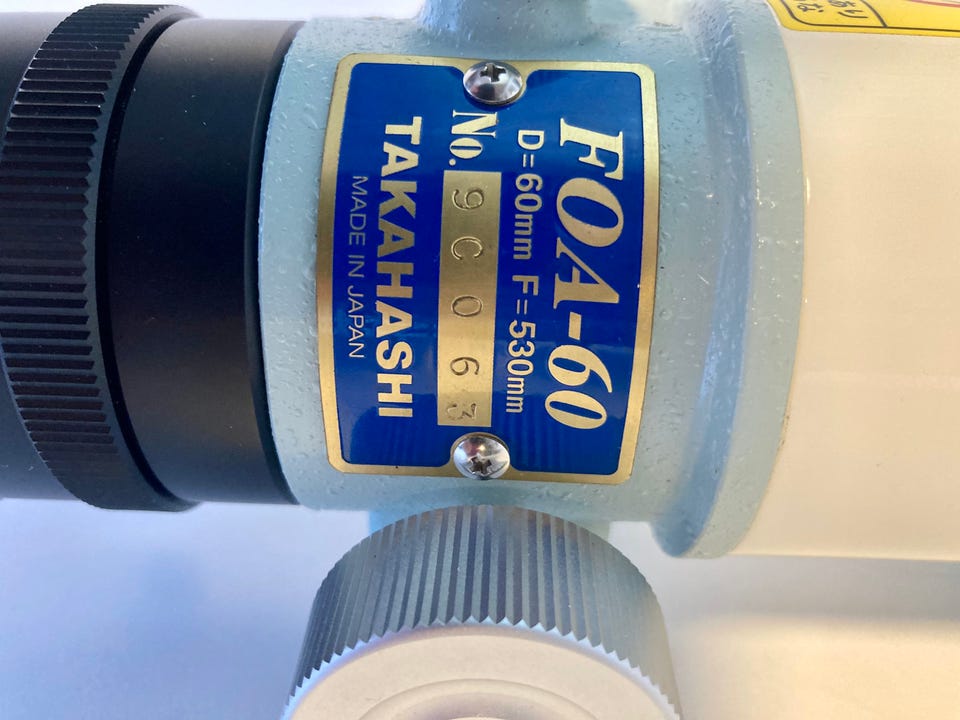 FOA-60
D=60mm F=530mm
No. 9C063
TAKAHASHI
MADE IN JAPAN